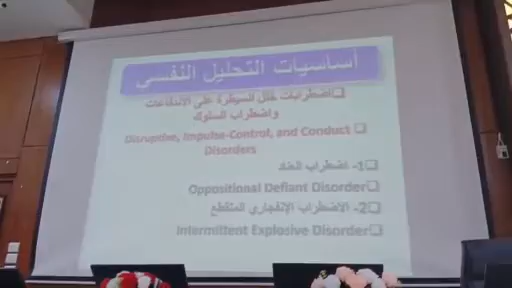 أساسيات التحليل النفسي
اضطرابات خلل السيطرة على الاندفاعات
واضطراب السلوك
Disruptive, Impulse-Control, and Conduct
Disorders
1- اضطراب العناد
Oppositional Defiant Disorder
2- الاضطراب الإنفجاري المتقطع
Intermittent Explosive Disorder